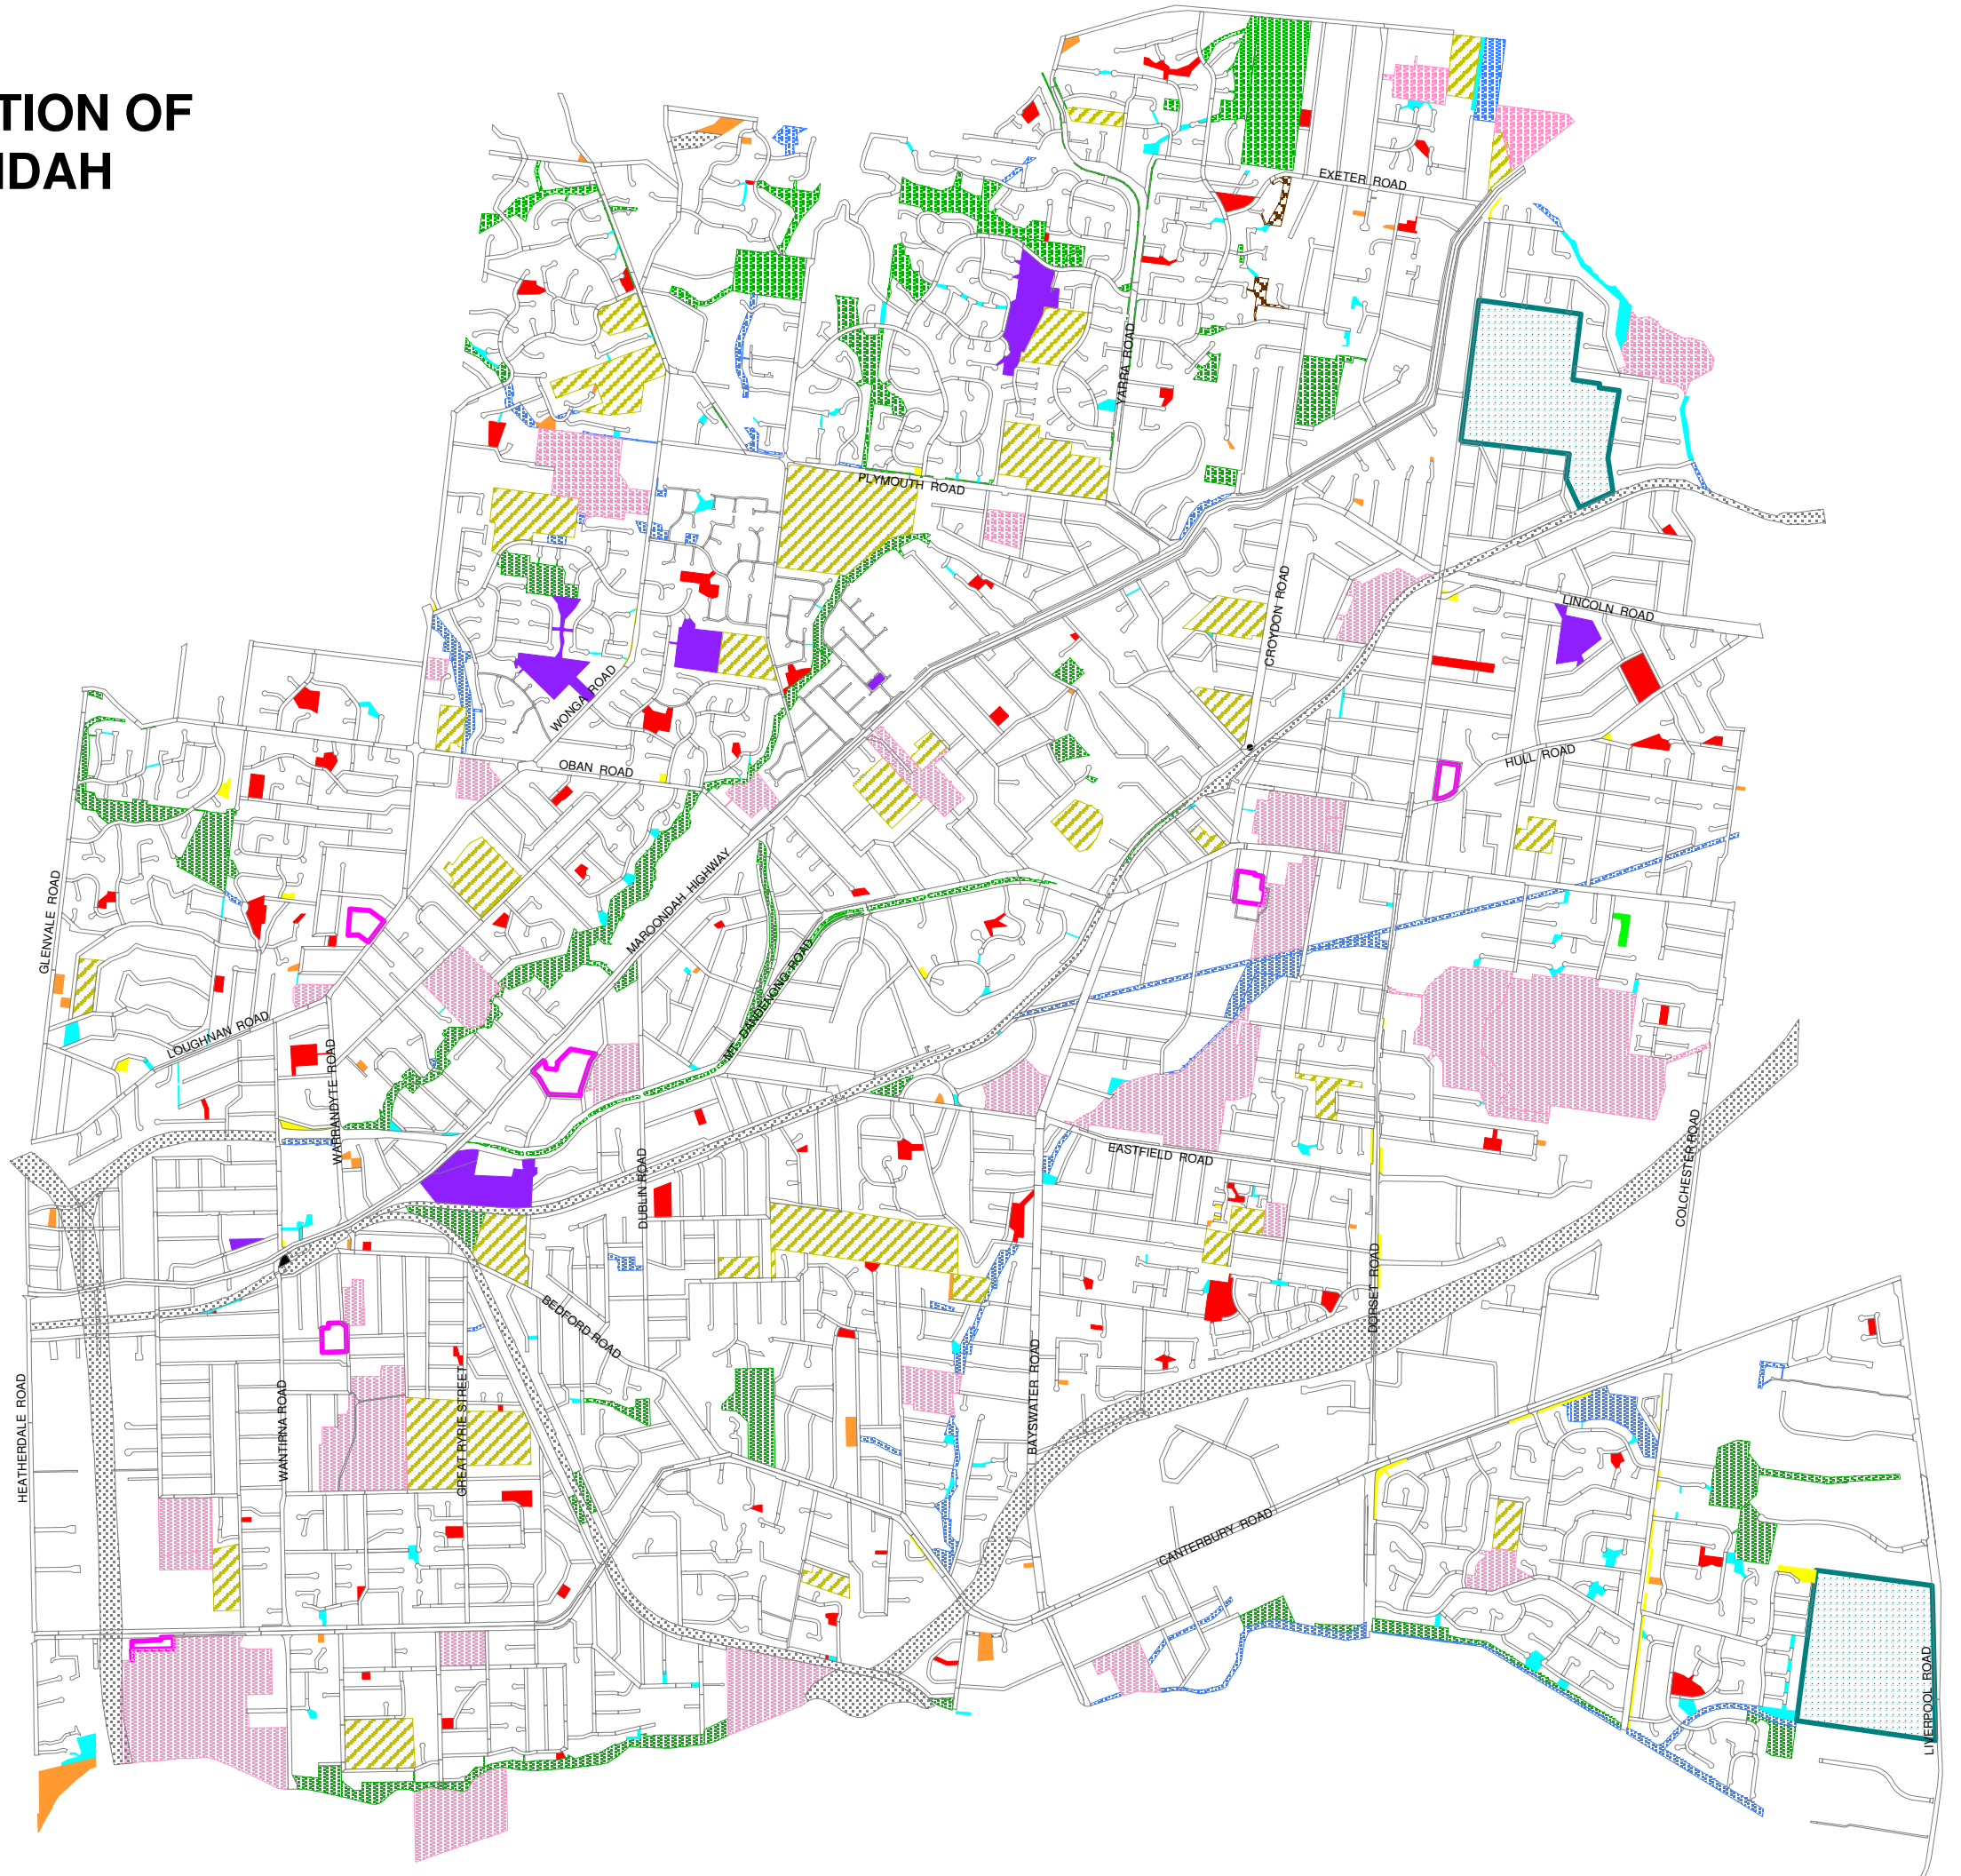 TION OF
NDAH
EXETER ROAD
YARRA ROAD
PLYMOUTH ROAD
CROYDON ROAD
LINCOLN ROAD
WONGA ROAD
HULL ROAD
OBAN ROAD
MAROONDAH HIGHWAY
GLENVALE ROAD
MT. DANDENONG ROAD
LOUGHNAN ROAD
WARRANDYTE ROAD
EASTFIELD ROAD
COLCHESTER ROAD
DUBLIN ROAD
DORSET ROAD
BEDFORD ROAD
HEATHERDALE ROAD
WANTIRNA ROAD
GREAT RYRIE STREET
BAYSWATER ROAD
CANTERBURY ROAD
LIVERPOOL ROAD